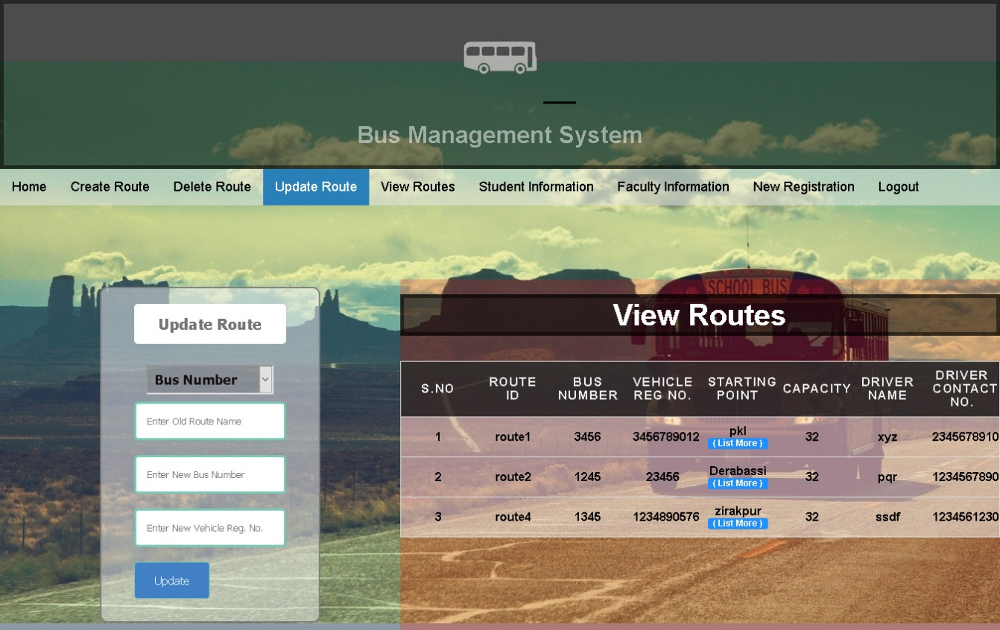 Bus Management System
Home Create Route Delete Route Update Route View Routes Student Information Faculty Information New Registration Logout
SCHOOL BUS
Update Route
Bus Number
Enter Old Route Name
Enter New Bus Number
Enter New Vehicle Reg. No.
Update
View Routes
S.NO ROUTE ID BUS NUMBER VEHICLE REG NO. STARTING POINT CAPACITY DRIVER NAME DRIVER CONTACT NO.
1 route1 3456 3456789012 pkl ( List More ) 32 xyz 2345678910
2 route2 1245 23456 Derabassi ( List More ) 32 pqr 1234567890
3 route4 1345 1234890576 zirakpur ( List More ) 32 ssdf 1234561230